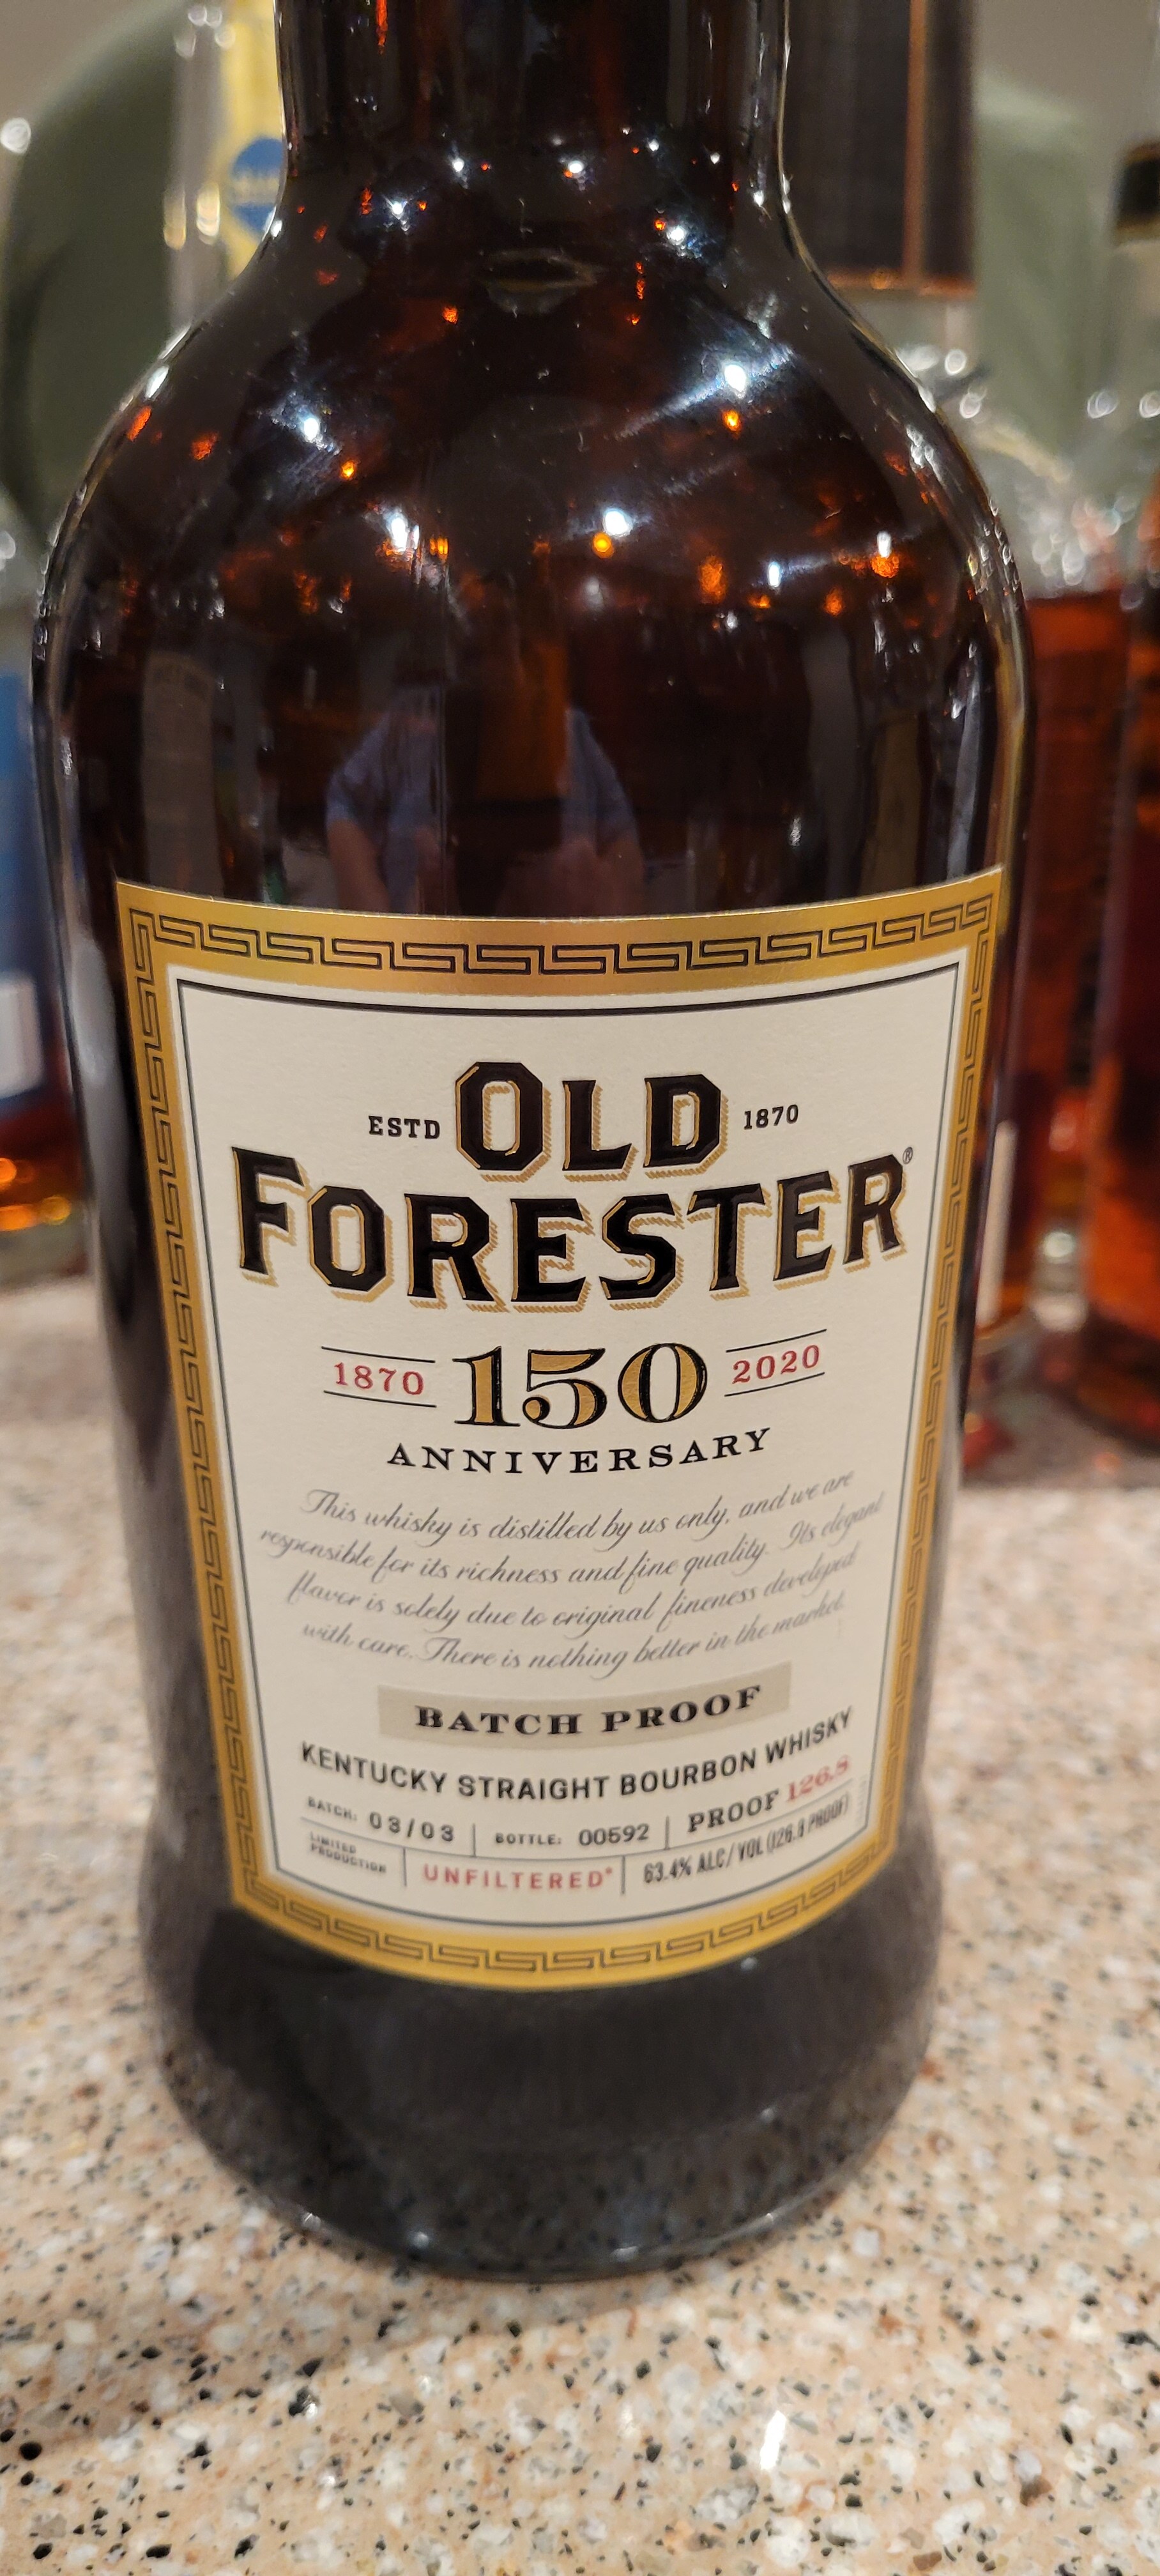 ESTD OLD 1870
FORESTER®
1870 150 2020
ANNIVERSARY
This whisky is distilled by us only, and we are
responsible for its richness and fine quality. Its elegant
flavor is solely due to original fineness developed
with care. There is nothing better in the market.
BATCH PROOF
KENTUCKY STRAIGHT BOURBON WHISKY
BATCH: 03/03 BOTTLE: 00592 PROOF 126.8
LIMITED
PRODUCTION
UNFILTERED* 63.4% ALC/VOL (126.8 PROOF)